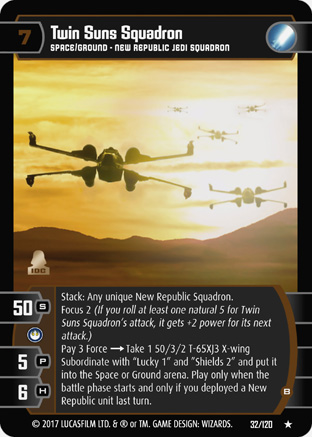 7
Twin Suns Squadron
SPACE/GROUND - NEW REPUBLIC JEDI SQUADRON
IDC
50 S
5 P
6 H
Stack: Any unique New Republic Squadron.
Focus 2 (If you roll at least one natural 5 for Twin
Suns Squadron's attack, it gets +2 power for its next
attack.)
Pay 3 Force → Take 1 50/3/2 T-65XJ3 X-wing
Subordinate with "Lucky 1" and "Shields 2" and put it
into the Space or Ground arena. Play only when the
battle phase starts and only if you deployed a New
Republic unit last turn.
B
© 2017 LUCASFILM LTD. & ® or TM. GAME DESIGN: WIZARDS. 32/120 ★